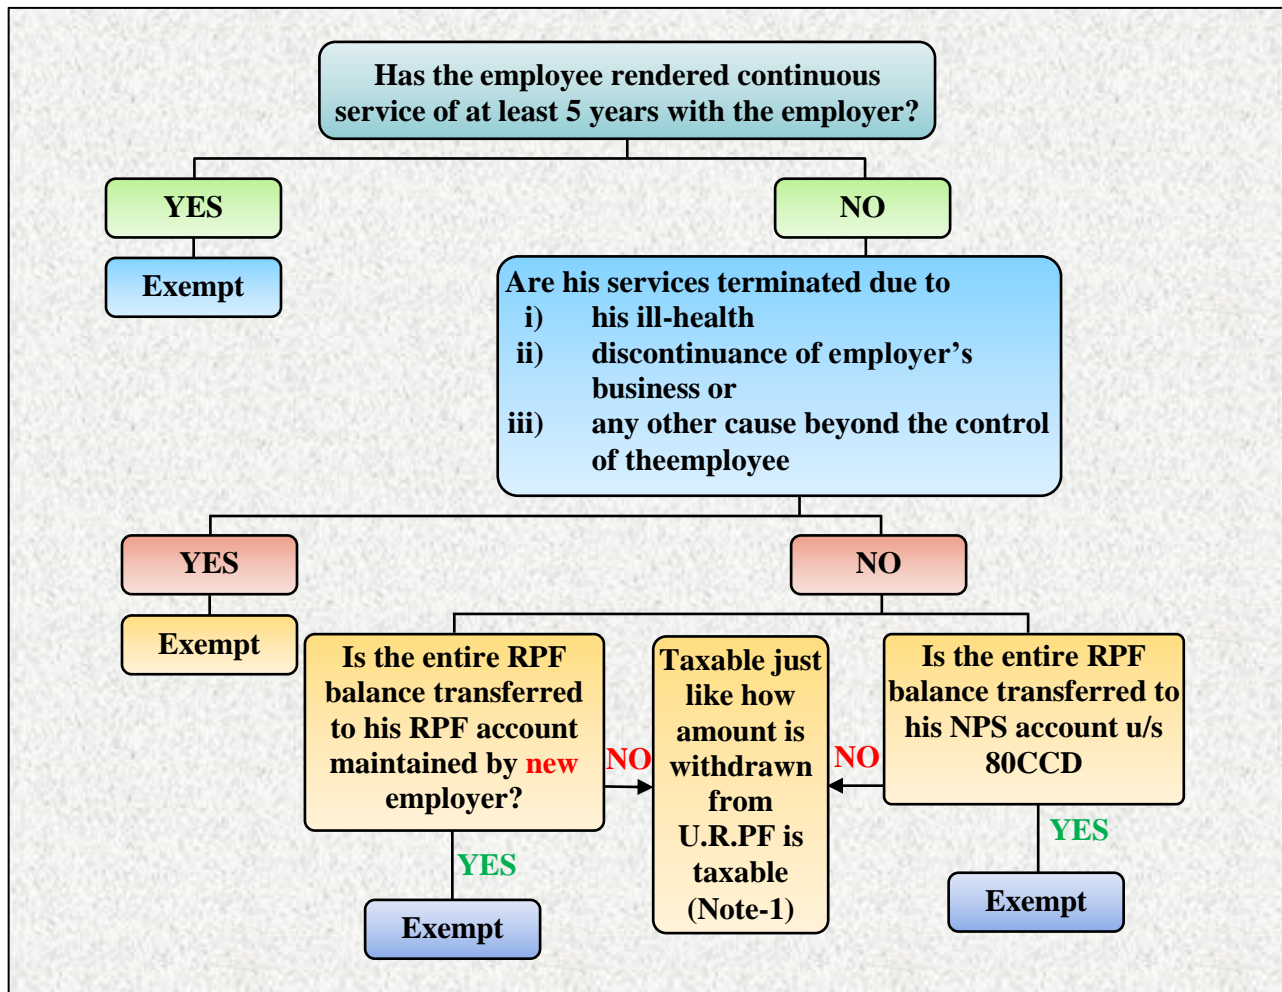 Has the employee rendered continuous
service of at least 5 years with the employer?
YES
NO
Exempt
Are his services terminated due to
i) his ill-health
ii) discontinuance of employer’s
business or
iii) any other cause beyond the control
of theemployee
YES
NO
Exempt
Is the entire RPF
balance transferred
to his RPF account
maintained by new
employer?
NO
YES
Exempt
Taxable just
like how
amount is
withdrawn
from
U.R.PF is
taxable
(Note-1)
Is the entire RPF
balance transferred to
his NPS account u/s
80CCD
NO
YES
Exempt